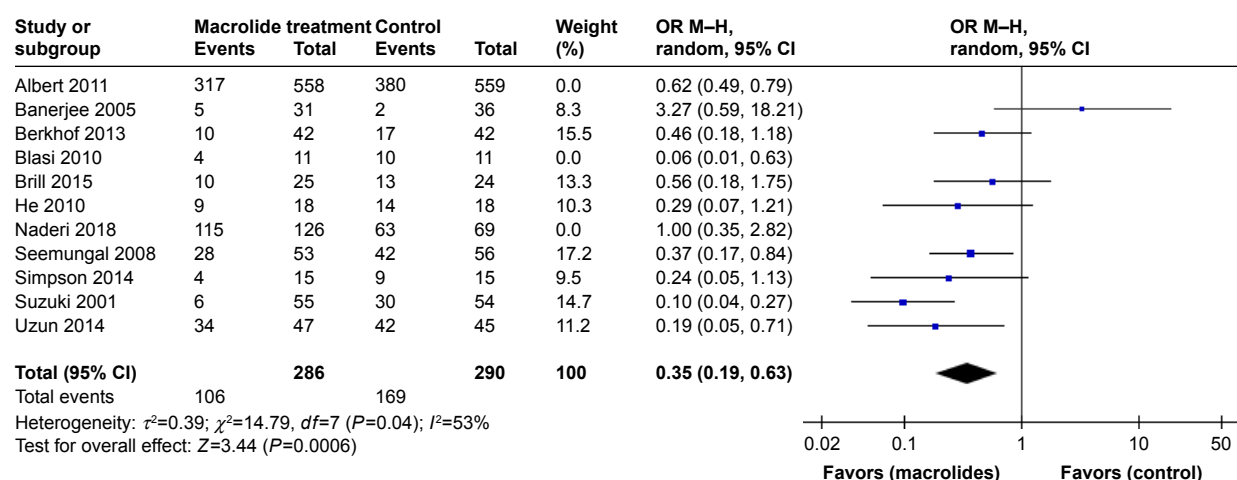 Study or Macrolide treatment Control Weight OR M–H, OR M–H,
subgroup Events Total Events Total (%) random, 95% CI random, 95% CI
Albert 2011 317 558 380 559 0.0 0.62 (0.49, 0.79)
Banerjee 2005 5 31 2 36 8.3 3.27 (0.59, 18.21)
Berkhof 2013 10 42 17 42 15.5 0.46 (0.18, 1.18)
Blasi 2010 4 11 10 11 0.0 0.06 (0.01, 0.63)
Brill 2015 10 25 13 24 13.3 0.56 (0.18, 1.75)
He 2010 9 18 14 18 10.3 0.29 (0.07, 1.21)
Naderi 2018 115 126 63 69 0.0 1.00 (0.35, 2.82)
Seemungal 2008 28 53 42 56 17.2 0.37 (0.17, 0.84)
Simpson 2014 4 15 9 15 9.5 0.24 (0.05, 1.13)
Suzuki 2001 6 55 30 54 14.7 0.10 (0.04, 0.27)
Uzun 2014 34 47 42 45 11.2 0.19 (0.05, 0.71)
Total (95% CI) 286 290 100 0.35 (0.19, 0.63)
Total events 106 169
Heterogeneity: τ²=0.39; χ²=14.79, df=7 (P=0.04); I²=53%
Test for overall effect: Z=3.44 (P=0.0006)
0.02 0.1 1 10 50
Favors (macrolides) Favors (control)